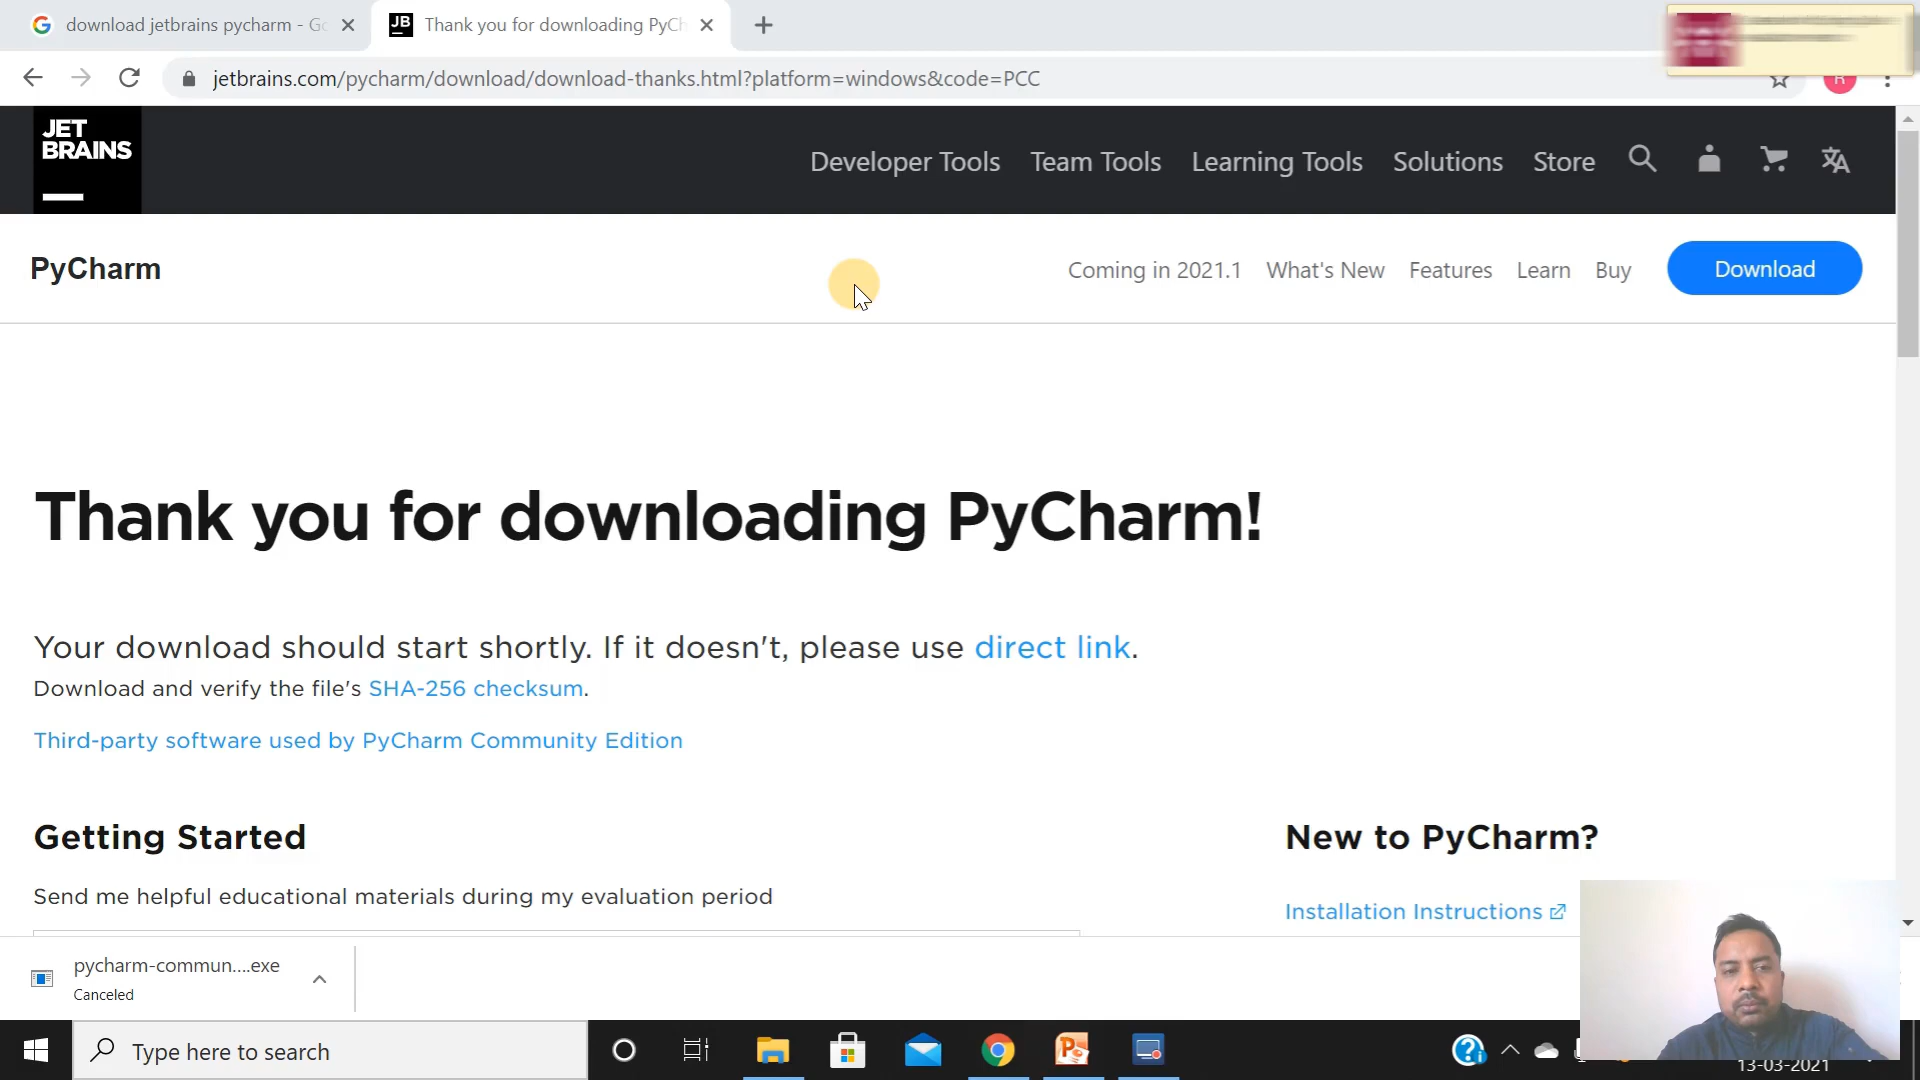 download jetbrains pycharm - Go
Thank you for downloading PyCh
jetbrains.com/pycharm/download/download-thanks.html?platform=windows&code=PCC
JET
BRAINS
Developer Tools
Team Tools
Learning Tools
Solutions
Store
PyCharm
Coming in 2021.1
What's New
Features
Learn
Buy
Download
Thank you for downloading PyCharm!
Your download should start shortly. If it doesn't, please use direct link.
Download and verify the file's SHA-256 checksum.
Third-party software used by PyCharm Community Edition
Getting Started
New to PyCharm?
Send me helpful educational materials during my evaluation period
Installation Instructions
pycharm-commun....exe
Canceled
Type here to search
13-03-2021